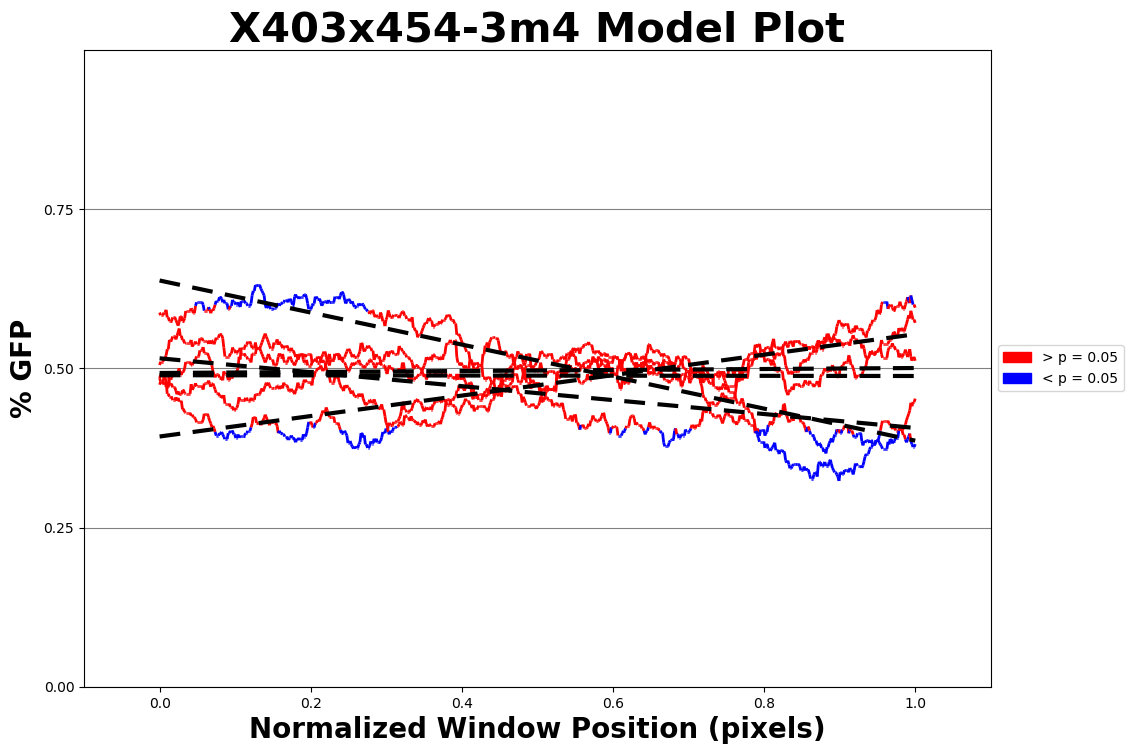 X403x454-3m4 Model Plot
% GFP
0.75
0.50
0.25
0.00
0.0 0.2 0.4 0.6 0.8 1.0
Normalized Window Position (pixels)
> p = 0.05
< p = 0.05